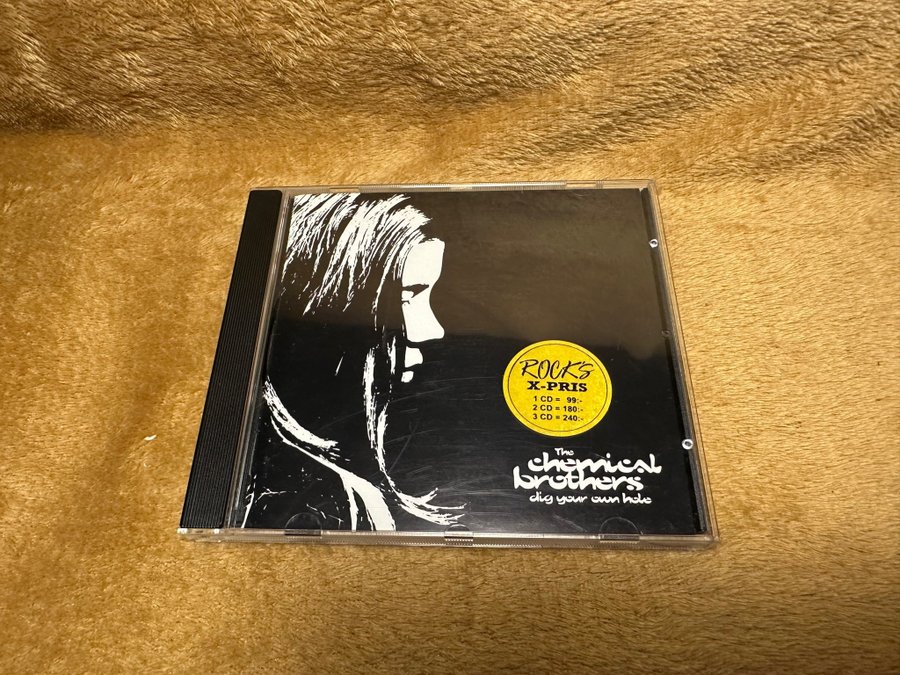 ROCK'S
X-PRIS
1 CD = 99:-
2 CD = 180:-
3 CD = 240:-
The
chemical
brothers
dig your own hole